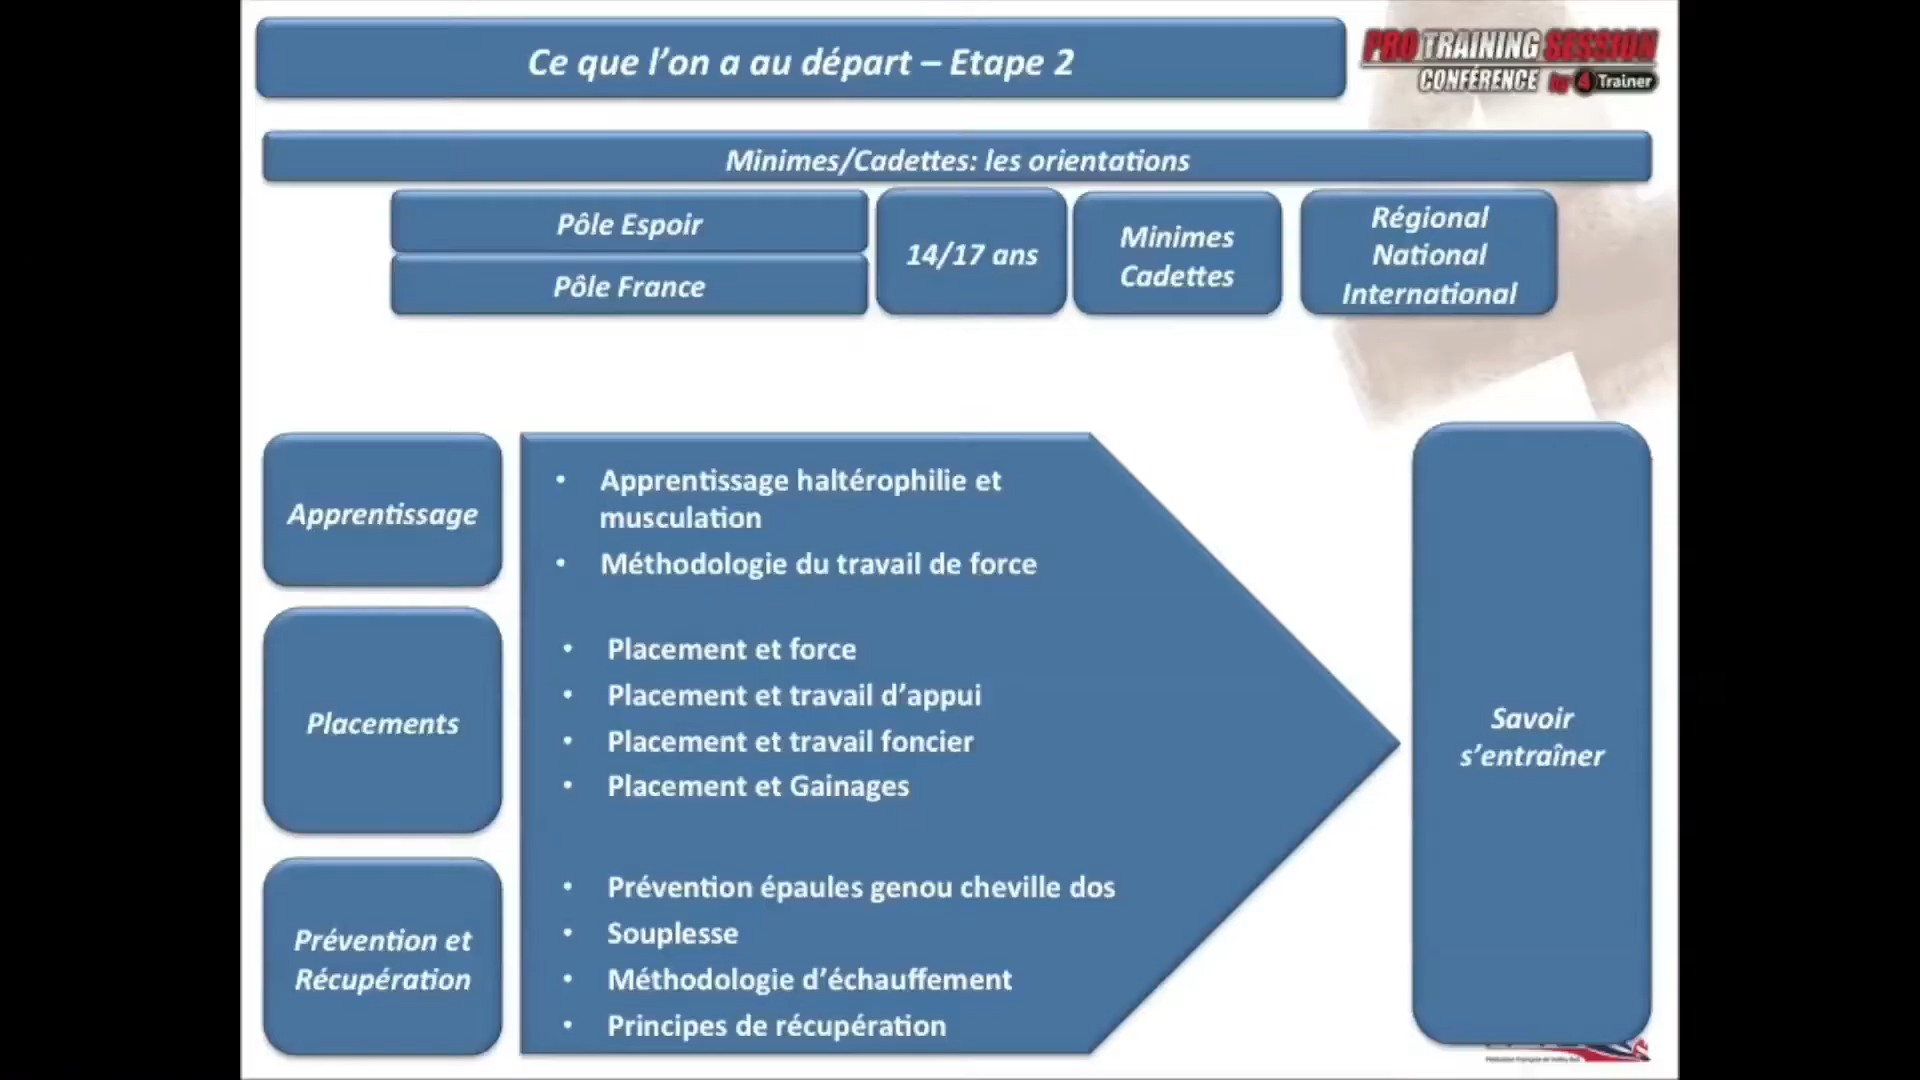 Ce que l’on a au départ – Etape 2
PRO TRAINING SESSION
CONFÉRENCE by 4 Trainer
Minimes/Cadettes: les orientations
Pôle Espoir
Pôle France
14/17 ans
Minimes
Cadettes
Régional
National
International
Apprentissage
• Apprentissage haltérophilie et
musculation
• Méthodologie du travail de force
Placements
• Placement et force
• Placement et travail d’appui
• Placement et travail foncier
• Placement et Gainages
Prévention et
Récupération
• Prévention épaules genou cheville dos
• Souplesse
• Méthodologie d’échauffement
• Principes de récupération
Savoir
s’entraîner